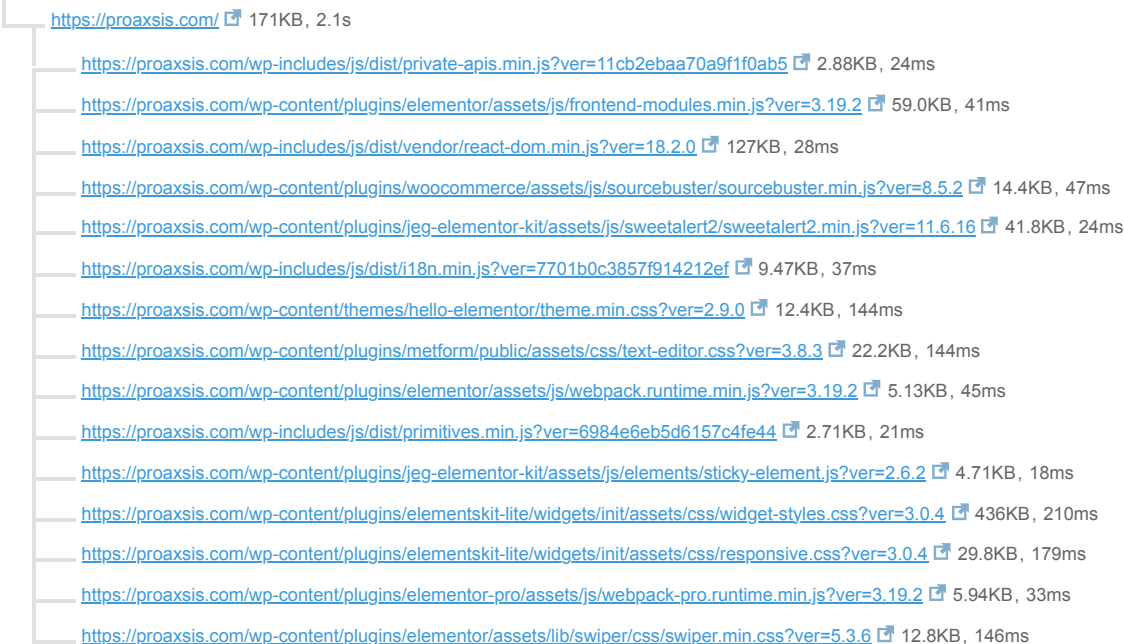 https://proaxsis.com/ 171KB, 2.1s
https://proaxsis.com/wp-includes/js/dist/private-apis.min.js?ver=11cb2ebaa70a9f1f0ab5 2.88KB, 24ms
https://proaxsis.com/wp-content/plugins/elementor/assets/js/frontend-modules.min.js?ver=3.19.2 59.0KB, 41ms
https://proaxsis.com/wp-includes/js/dist/vendor/react-dom.min.js?ver=18.2.0 127KB, 28ms
https://proaxsis.com/wp-content/plugins/woocommerce/assets/js/sourcebuster/sourcebuster.min.js?ver=8.5.2 14.4KB, 47ms
https://proaxsis.com/wp-content/plugins/jeg-elementor-kit/assets/js/sweetalert2/sweetalert2.min.js?ver=11.6.16 41.8KB, 24ms
https://proaxsis.com/wp-includes/js/dist/i18n.min.js?ver=7701b0c3857f914212ef 9.47KB, 37ms
https://proaxsis.com/wp-content/themes/hello-elementor/theme.min.css?ver=2.9.0 12.4KB, 144ms
https://proaxsis.com/wp-content/plugins/metform/public/assets/css/text-editor.css?ver=3.8.3 22.2KB, 144ms
https://proaxsis.com/wp-content/plugins/elementor/assets/js/webpack.runtime.min.js?ver=3.19.2 5.13KB, 45ms
https://proaxsis.com/wp-includes/js/dist/primitives.min.js?ver=6984e6eb5d6157c4fe44 2.71KB, 21ms
https://proaxsis.com/wp-content/plugins/jeg-elementor-kit/assets/js/elements/sticky-element.js?ver=2.6.2 4.71KB, 18ms
https://proaxsis.com/wp-content/plugins/elementskit-lite/widgets/init/assets/css/widget-styles.css?ver=3.0.4 436KB, 210ms
https://proaxsis.com/wp-content/plugins/elementskit-lite/widgets/init/assets/css/responsive.css?ver=3.0.4 29.8KB, 179ms
https://proaxsis.com/wp-content/plugins/elementor-pro/assets/js/webpack-pro.runtime.min.js?ver=3.19.2 5.94KB, 33ms
https://proaxsis.com/wp-content/plugins/elementor/assets/lib/swiper/css/swiper.min.css?ver=5.3.6 12.8KB, 146ms